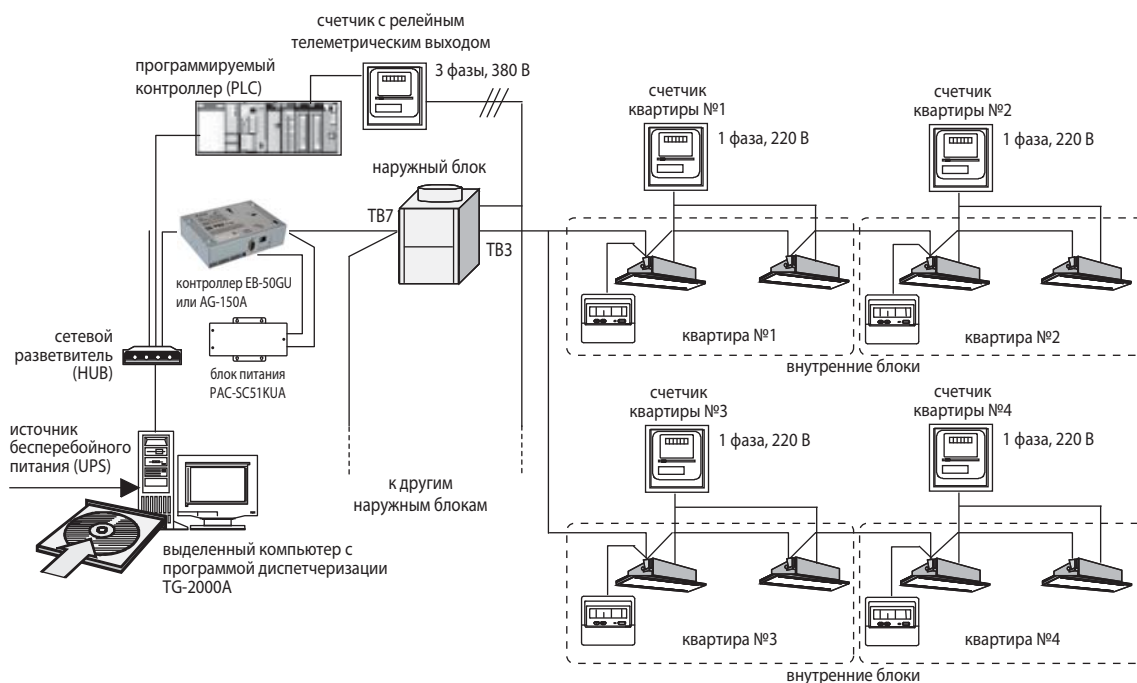 счетчик с релейным
телеметрическим выходом
3 фазы, 380 В
программируемый
контроллер (PLC)
наружный блок
TB7
TB3
контроллер EB-50GU
или AG-150A
сетевой
разветвитель
(HUB)
блок питания
PAC-SC51KUA
источник
бесперебойного
питания (UPS)
к другим
наружным блокам
выделенный компьютер с
программой диспетчеризации
TG-2000A
счетчик
квартиры №1
1 фаза, 220 В
счетчик
квартиры №2
1 фаза, 220 В
квартира №1
квартира №2
внутренние блоки
счетчик
квартиры №3
1 фаза, 220 В
счетчик
квартиры №4
1 фаза, 220 В
квартира №3
квартира №4
внутренние блоки